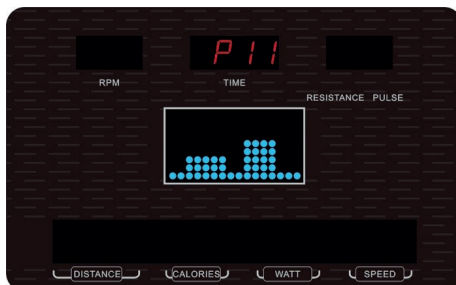 P11
RPM TIME
RESISTANCE PULSE
DISTANCE CALORIES WATT SPEED